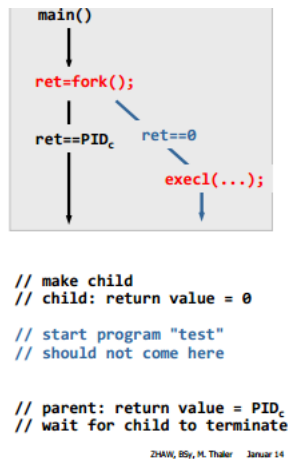 main()
ret=fork();
ret==PIDc
ret==0
execl(...);
// make child
// child: return value = 0
// start program "test"
// should not come here
// parent: return value = PIDc
// wait for child to terminate
ZHAW, BSy, M. Thaler Januar 14